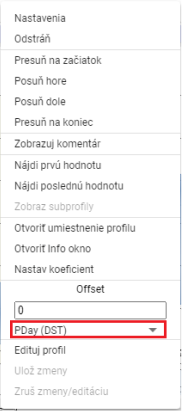 Nastavenia
Odstráň
Presuň na začiatok
Posuň hore
Posuň dole
Presuň na koniec
Zobrazuj komentár
Nájdi prvú hodnotu
Nájdi poslednú hodnotu
Zobraz subprofily
Otvoriť umiestnenie profilu
Otvoriť Info okno
Nastav koeficient
Offset
0
PDay (DST)
Edituj profil
Ulož zmeny
Zruš zmeny/editáciu